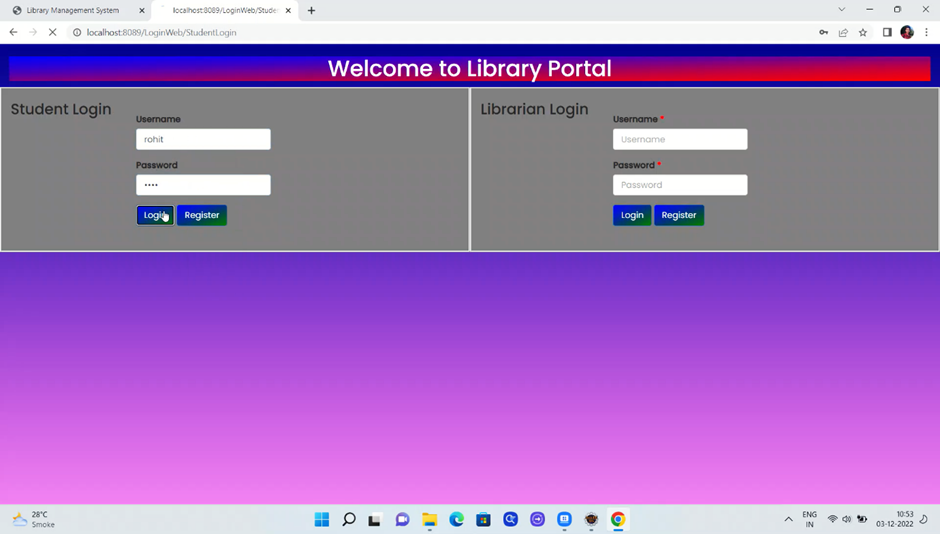 Library Management System
localhost:8089/LoginWeb/Stude
localhost:8089/LoginWeb/StudentLogin
Welcome to Library Portal
Student Login
Username
rohit
Password
Login Register
Librarian Login
Username *
Username
Password *
Password
Login Register
28°C
Smoke
ENG
IN
10:53
03-12-2022